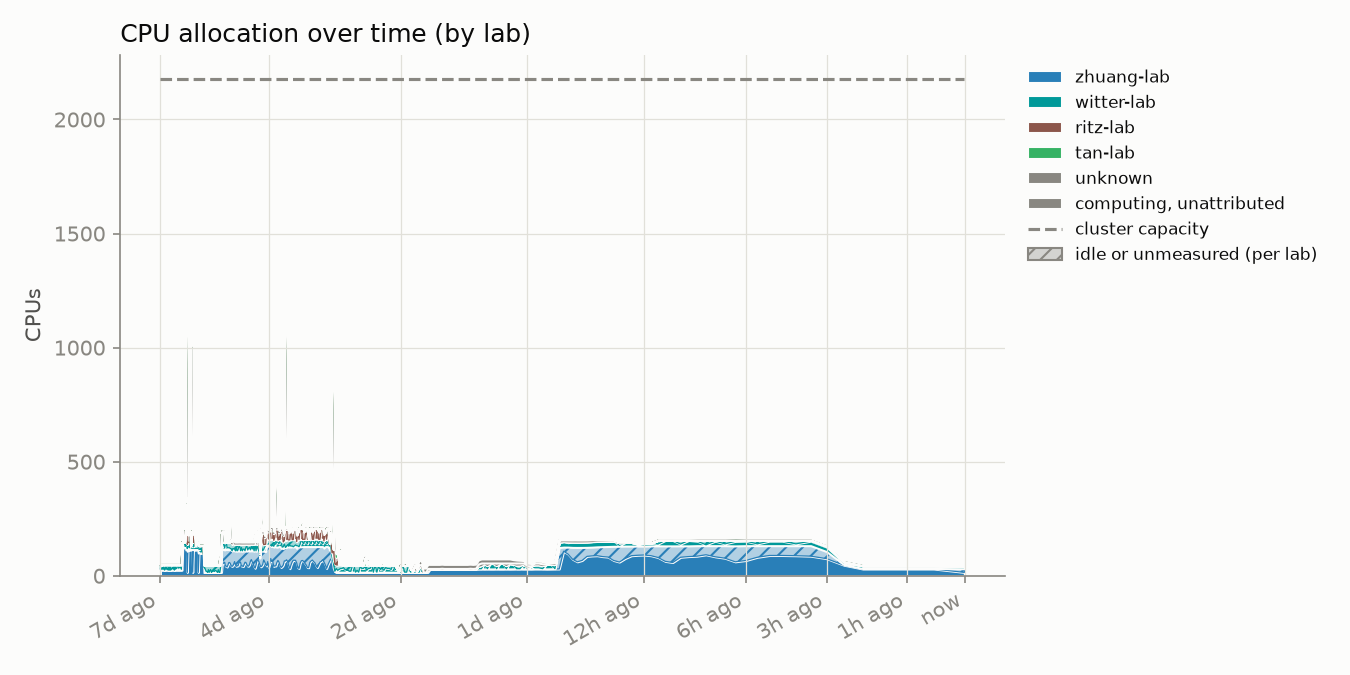 CPU allocation over time (by lab)
CPUs
2000
1500
1000
500
0
7d ago
4d ago
2d ago
1d ago
12h ago
6h ago
3h ago
1h ago
now
zhuang-lab
witter-lab
ritz-lab
tan-lab
unknown
computing, unattributed
cluster capacity
idle or unmeasured (per lab)